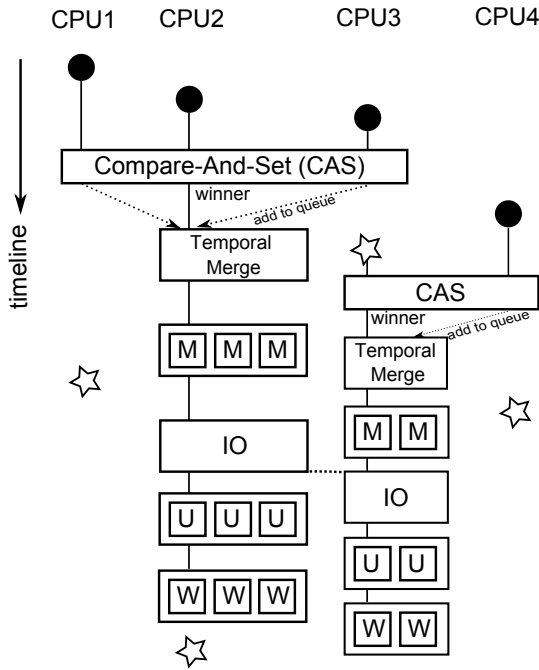 CPU1 CPU2 CPU3 CPU4
timeline
Compare-And-Set (CAS)
winner
add to queue
Temporal
Merge
CAS
winner
add to queue
Temporal
Merge
M M M
M M
IO
IO
U U U
U U
W W W
W W